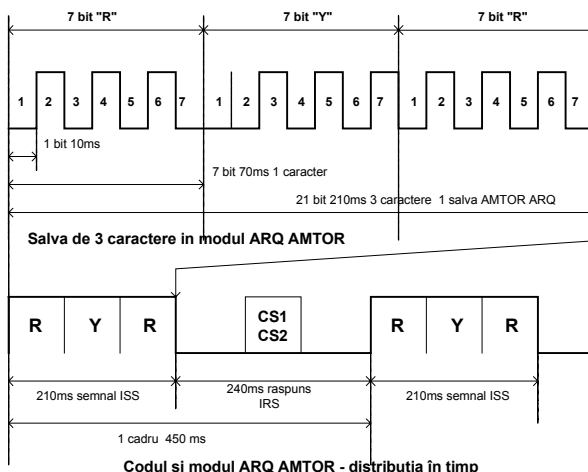 7 bit "R" 7 bit "Y" 7 bit "R"
1 2 3 4 5 6 7 1 2 3 4 5 6 7 1 2 3 4 5 6 7
1 bit 10ms
7 bit 70ms 1 caracter
21 bit 210ms 3 caractere 1 salva AMTOR ARQ
Salva de 3 caractere in modul ARQ AMTOR
R Y R CS1 R Y R
CS2
210ms semnal ISS 240ms raspuns 210ms semnal ISS
IRS
1 cadru 450 ms
Codul si modul ARQ AMTOR - distributia în timp